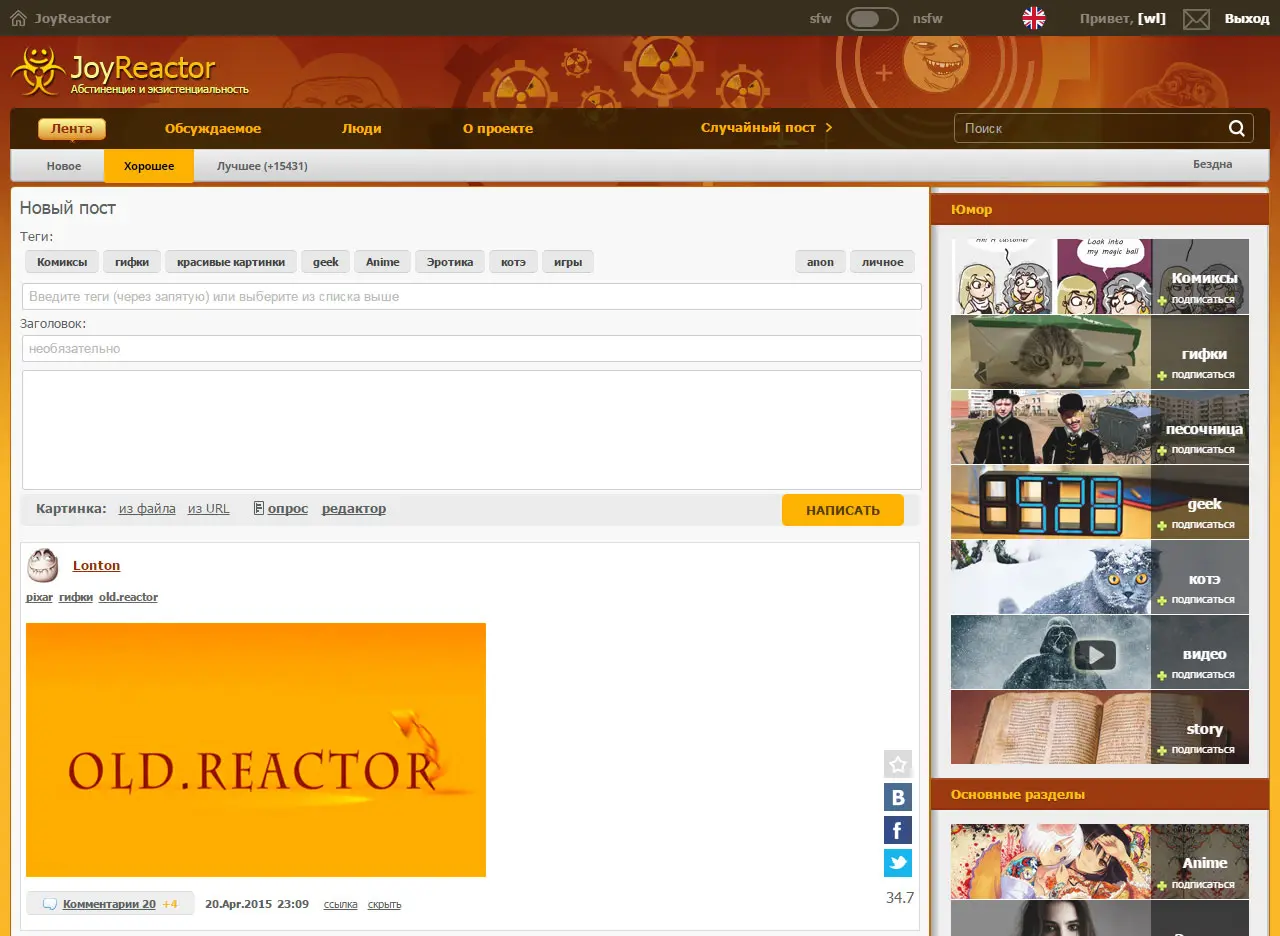 JoyReactor sfw nsfw Привет, [wl] Выход
JoyReactor
Абстиненция и экзистенциальность
Лента Обсуждаемое Люди О проекте Случайный пост Поиск
Новое Хорошее Лучшее (+15431) Бездна
Новый пост
Теги:
Комиксы гифки красивые картинки geek Anime Эротика котэ игры anon личное
Введите теги (через запятую) или выберите из списка выше
Заголовок:
необязательно
Картинка: из файла из URL опрос редактор НАПИСАТЬ
Lonton
pixar гифки old.reactor
OLD.REACTOR
B
f
34.7
Комментарии 20 +4 20.Apr.2015 23:09 ссылка скрыть
Юмор
Look into
my magic ball
Комиксы
подписаться
гифки
подписаться
песочница
подписаться
geek
подписаться
котэ
подписаться
видео
подписаться
story
подписаться
Основные разделы
Anime
подписаться